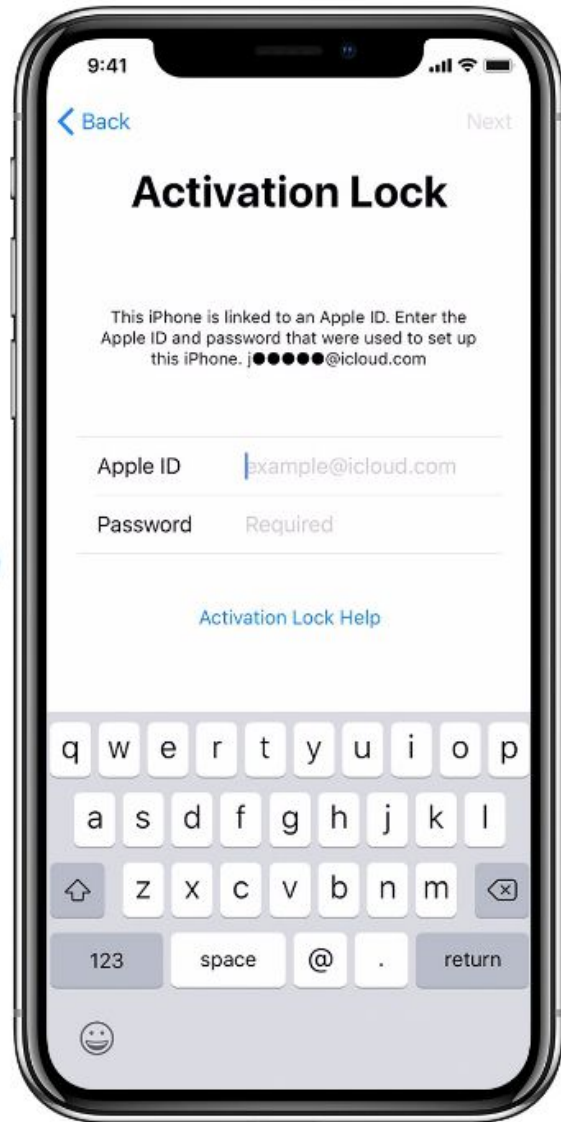 9:41
Back
Next
Activation Lock
This iPhone is linked to an Apple ID. Enter the
Apple ID and password that were used to set up
this iPhone. j●●●●●@icloud.com
Apple ID example@icloud.com
Password Required
Activation Lock Help
q w e r t y u i o p
a s d f g h j k l
z x c v b n m
123 space @ . return